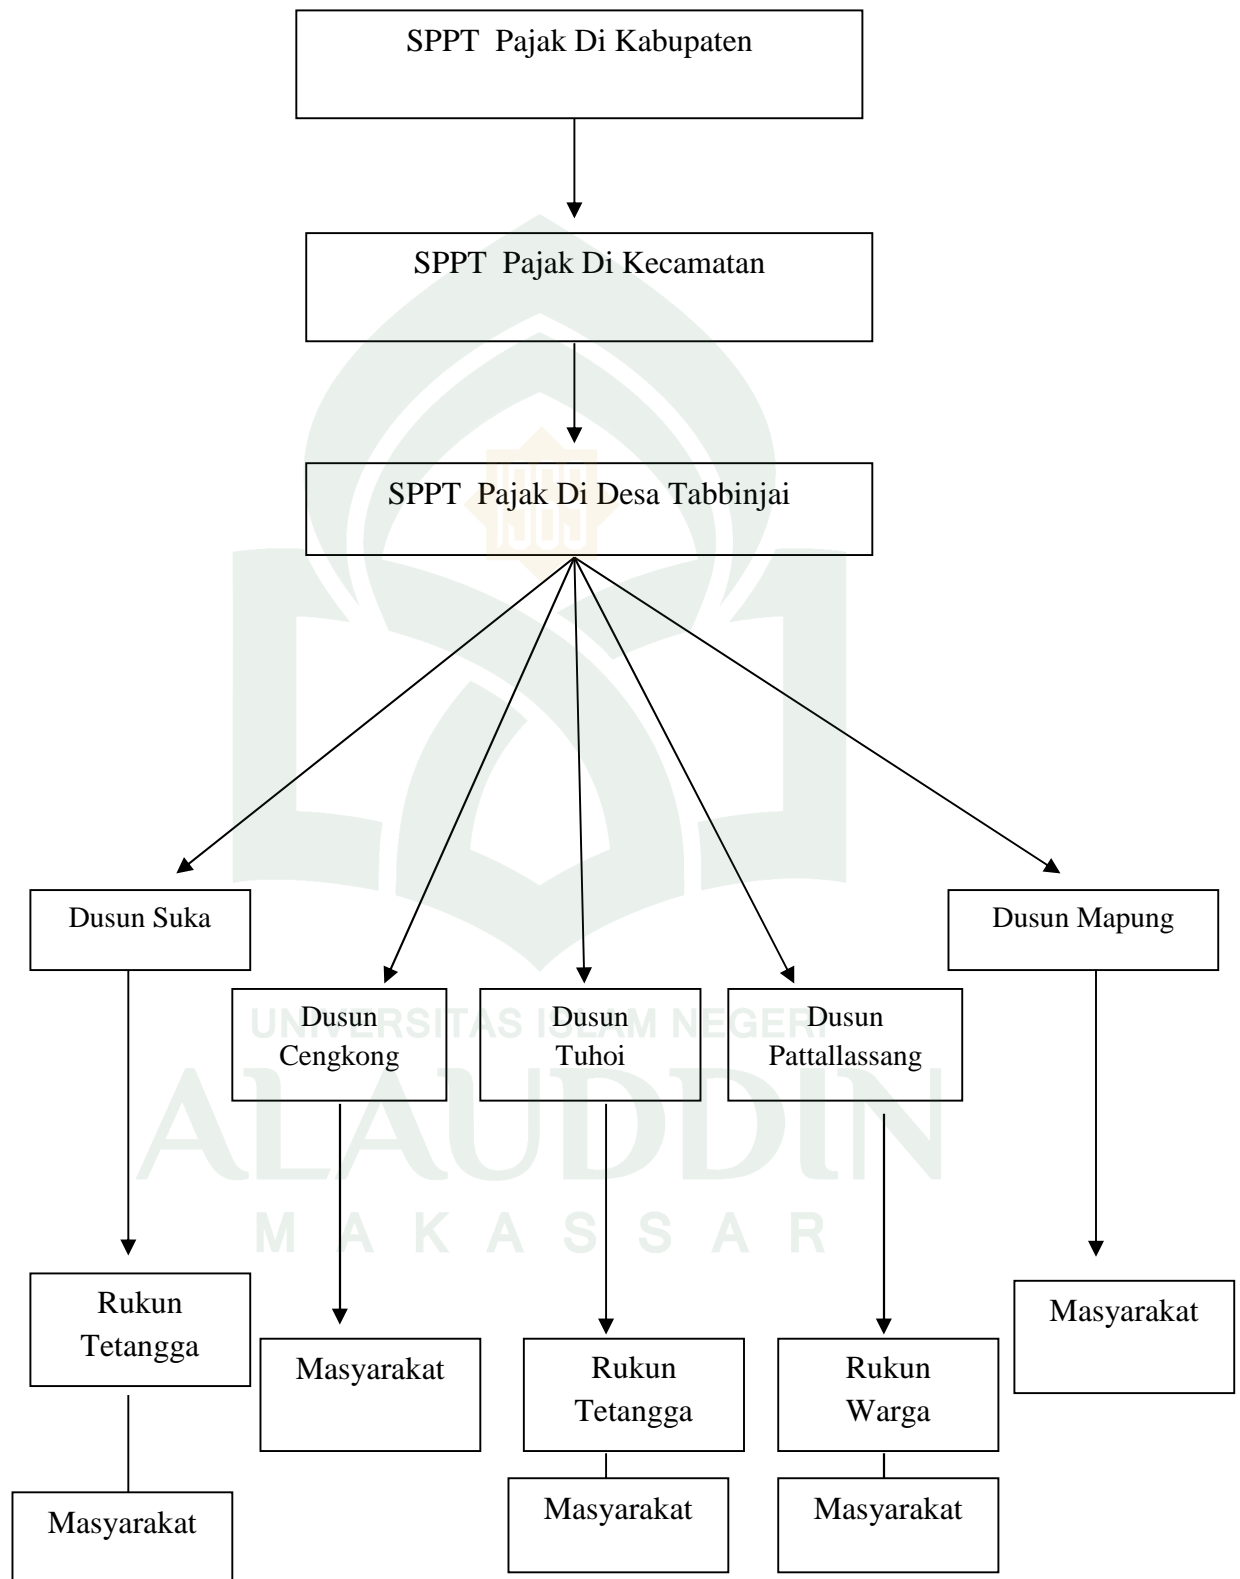 SPPT Pajak Di Kabupaten
SPPT Pajak Di Kecamatan
SPPT Pajak Di Desa Tabbinjai
1965
Dusun Suka
Dusun Mapung
Dusun
Cengkong
Dusun
Tuhoi
Dusun
Pattallassang
UNIVERSITAS ISLAM NEGERI
ALAUDDIN
MAKASSAR
Rukun
Tetangga
Masyarakat
Masyarakat
Rukun
Tetangga
Rukun
Warga
Masyarakat
Masyarakat
Masyarakat